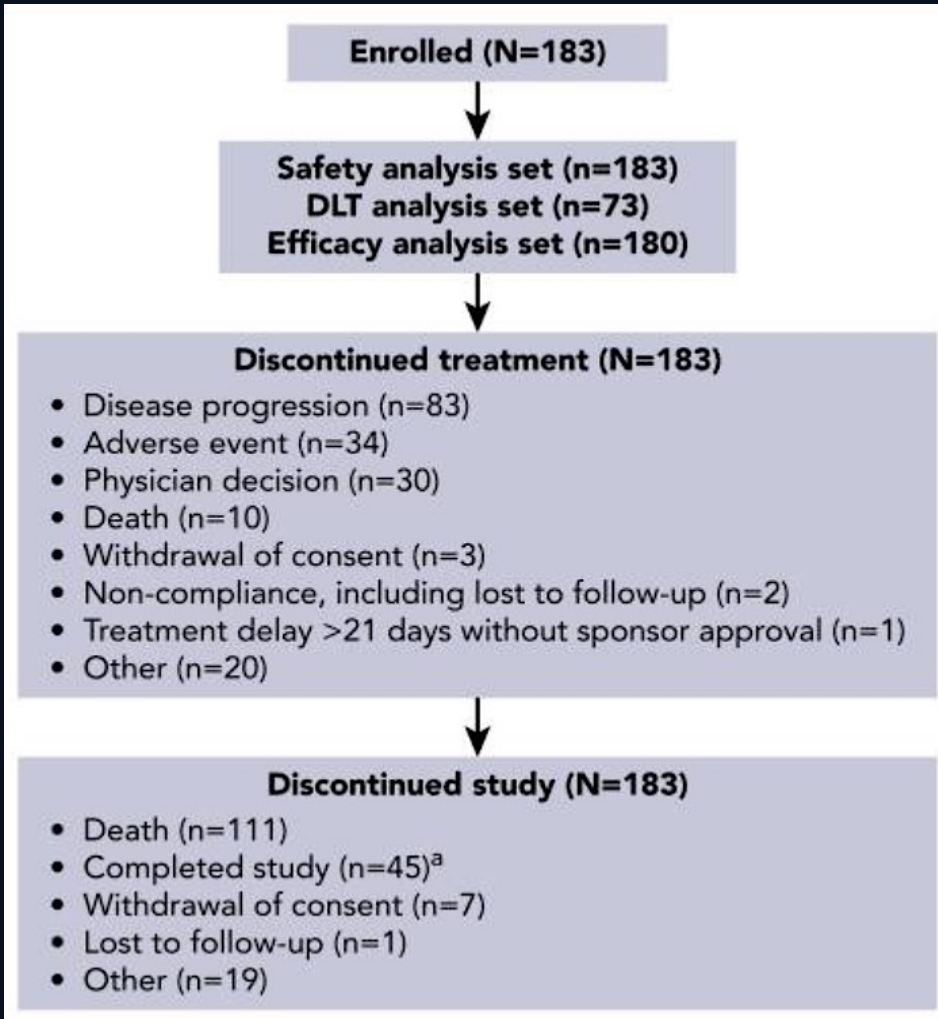 Enrolled (N=183)
Safety analysis set (n=183)
DLT analysis set (n=73)
Efficacy analysis set (n=180)
Discontinued treatment (N=183)
• Disease progression (n=83)
• Adverse event (n=34)
• Physician decision (n=30)
• Death (n=10)
• Withdrawal of consent (n=3)
• Non-compliance, including lost to follow-up (n=2)
• Treatment delay >21 days without sponsor approval (n=1)
• Other (n=20)
Discontinued study (N=183)
• Death (n=111)
• Completed study (n=45)ᵃ
• Withdrawal of consent (n=7)
• Lost to follow-up (n=1)
• Other (n=19)